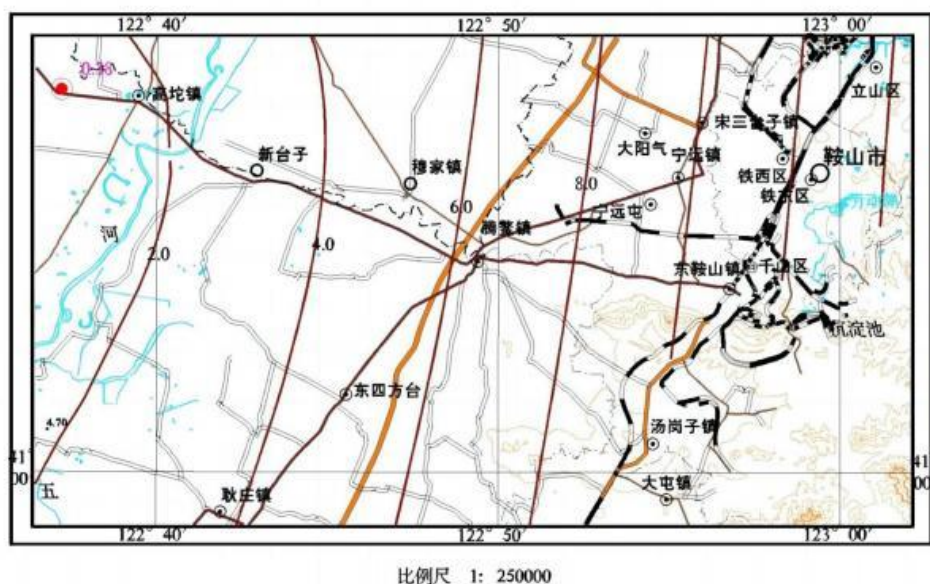 122° 40′
122° 50′
123° 00′
0.36
高坨镇
立山区
宋三台子镇
大阳气
宁远镇
鞍山市
新台子
穆家镇
铁西区
铁东区
8.0
6.0
宁远屯
腾鳌镇
河
2.0
4.0
东鞍山镇
千山区
沉淀池
东四方台
4.70
汤岗子镇
41°
00′
41°
00′
五
耿庄镇
大屯镇
122° 40′
122° 50′
123° 00′
比例尺 1: 250000